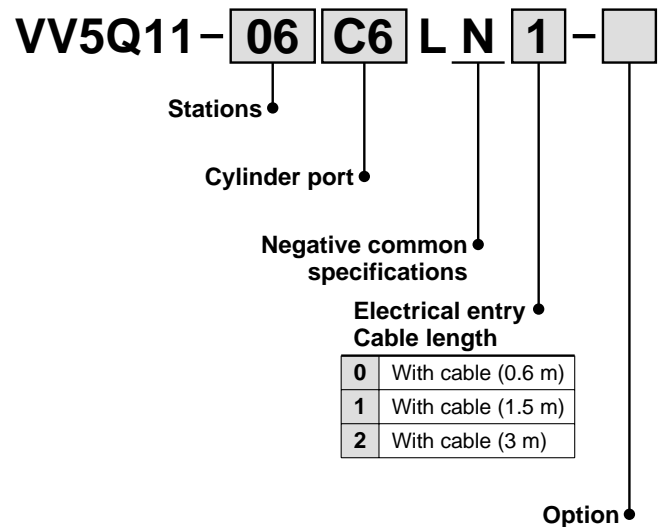 VV5Q11– 06 C6 L N 1 –
Stations
Cylinder port
Negative common
specifications
Electrical entry
Cable length
0 With cable (0.6 m)
1 With cable (1.5 m)
2 With cable (3 m)
Option